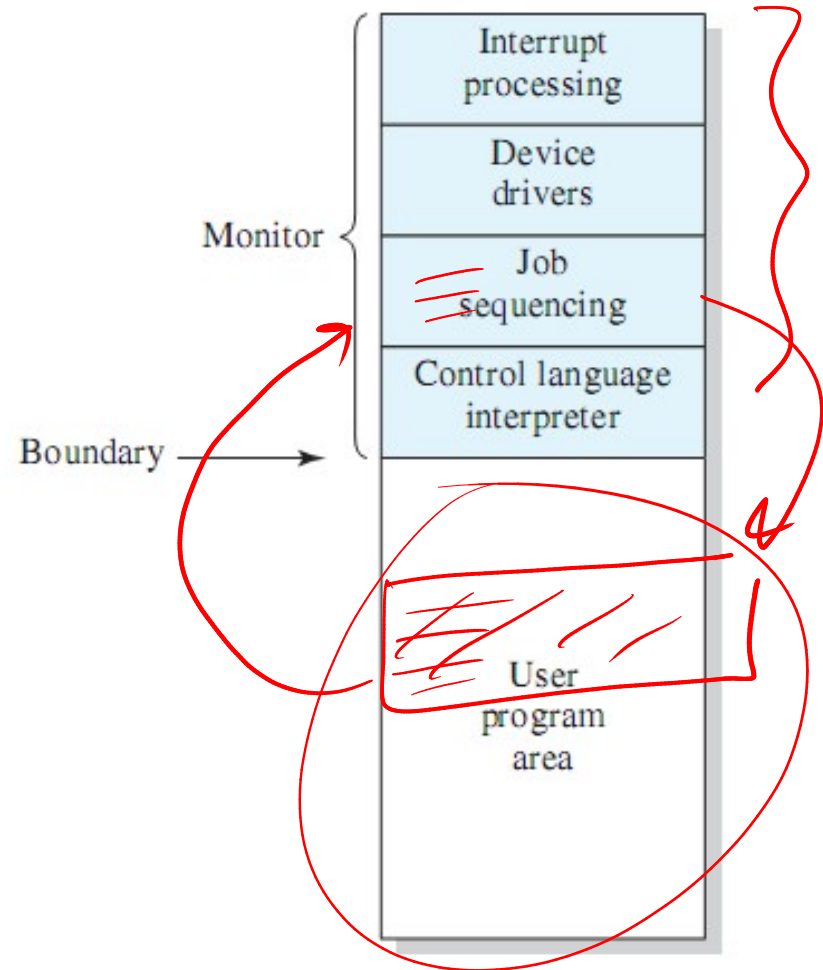 Interrupt
processing
Device
drivers
Monitor
Job
sequencing
Control language
interpreter
Boundary
User
program
area